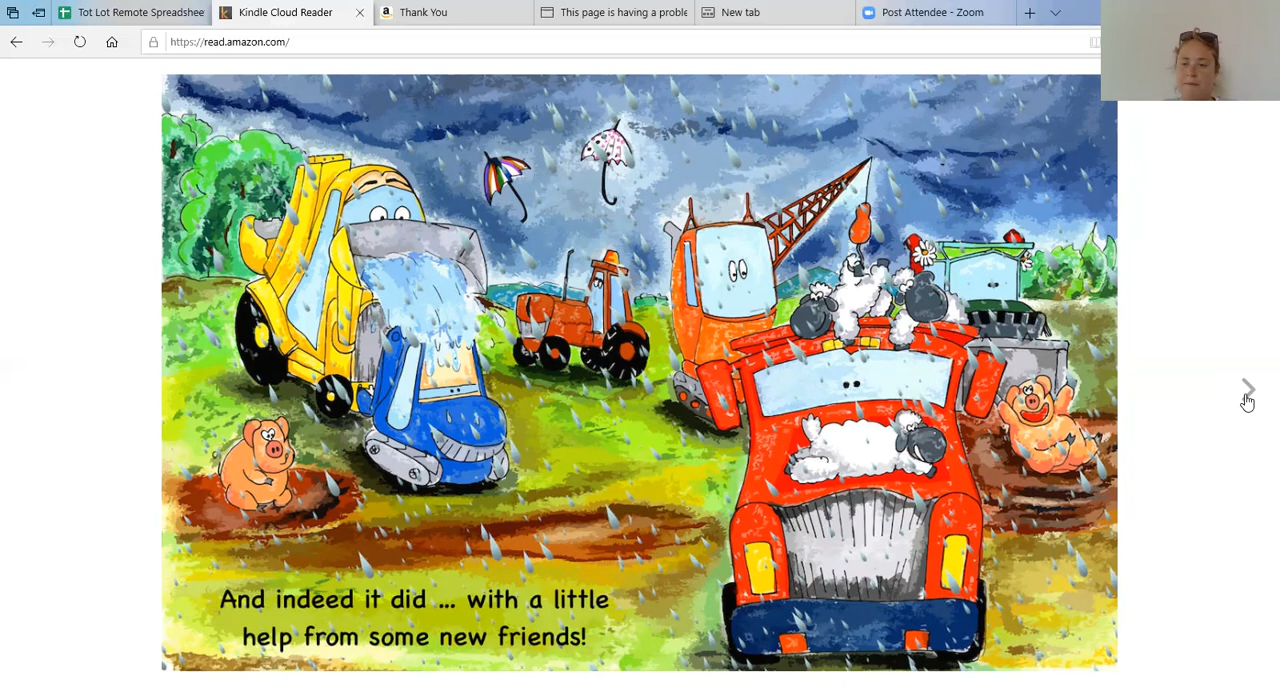 Tot Lot Remote Spreadshee
Kindle Cloud Reader
Thank You
This page is having a proble
New tab
Post Attendee - Zoom
https://read.amazon.com/
And indeed it did ... with a little
help from some new friends!